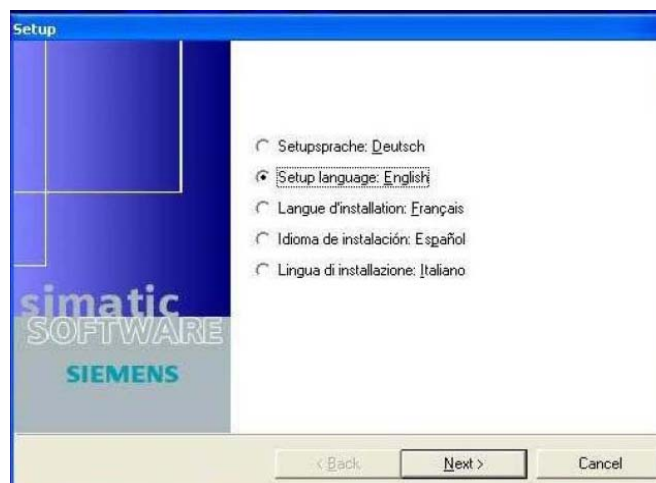 Setup
Setupsprache: Deutsch
Setup language: English
Langue d'installation: Français
Idioma de instalación: Español
Lingua di installazione: Italiano
simatic
SOFTWARE
SIEMENS
< Back
Next >
Cancel